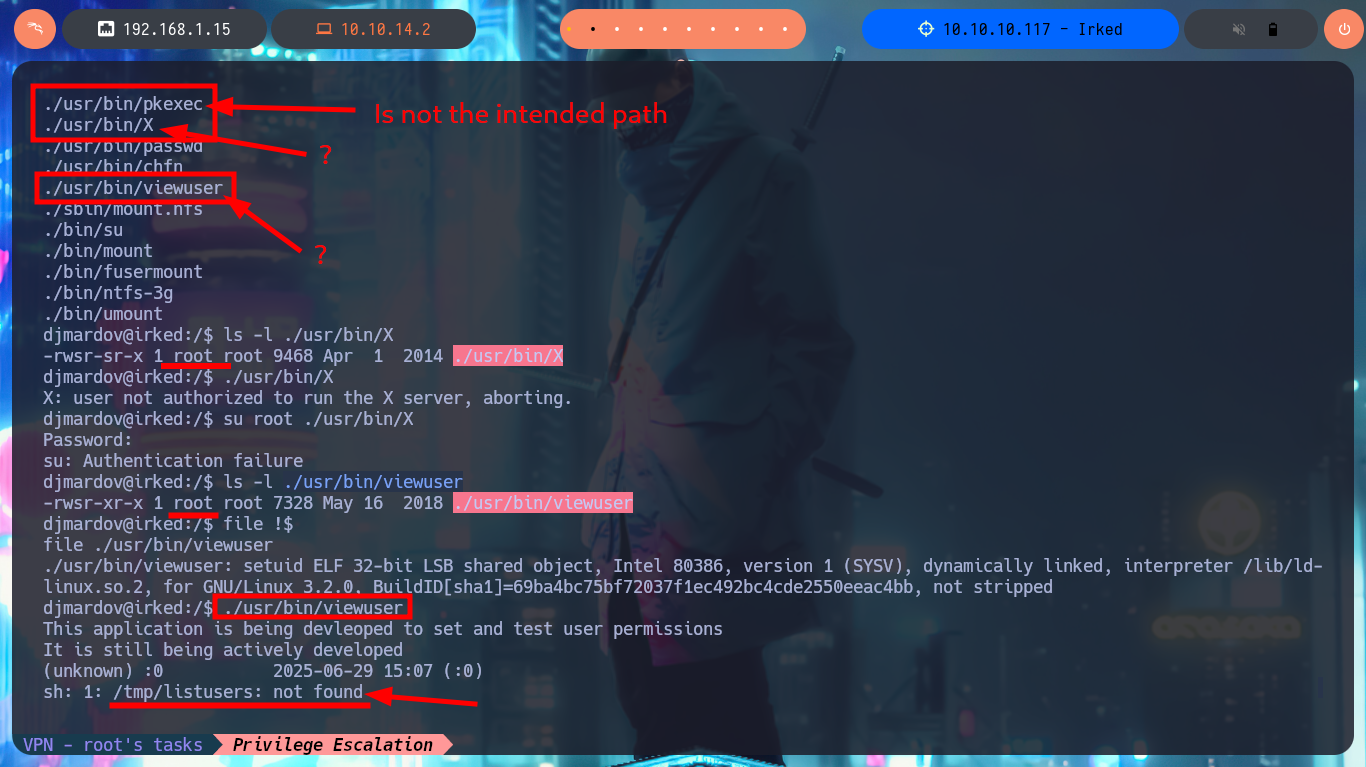 192.168.1.15
10.10.14.2
10.10.10.117 - Irked
./usr/bin/pkexec
Is not the intended path
./usr/bin/X
./usr/bin/passwd
?
./usr/bin/chfn
./usr/bin/viewuser
./sbin/mount.nfs
./bin/su
./bin/mount
?
./bin/fusermount
./bin/ntfs-3g
./bin/umount
djmardov@irked:/$ ls -l ./usr/bin/X
-rwsr-sr-x 1 root root 9468 Apr  1  2014 ./usr/bin/X
djmardov@irked:/$ ./usr/bin/X
X: user not authorized to run the X server, aborting.
djmardov@irked:/$ su root ./usr/bin/X
Password:
su: Authentication failure
djmardov@irked:/$ ls -l ./usr/bin/viewuser
-rwsr-xr-x 1 root root 7328 May 16  2018 ./usr/bin/viewuser
djmardov@irked:/$ file !$
file ./usr/bin/viewuser
./usr/bin/viewuser: setuid ELF 32-bit LSB shared object, Intel 80386, version 1 (SYSV), dynamically linked, interpreter /lib/ld-
linux.so.2, for GNU/Linux 3.2.0, BuildID[sha1]=69ba4bc75bf72037f1ec492bc4cde2550eeac4bb, not stripped
djmardov@irked:/$ ./usr/bin/viewuser
This application is being devleoped to set and test user permissions
It is still being actively developed
(unknown) :0           2025-06-29 15:07 (:0)
sh: 1: /tmp/listusers: not found
VPN - root's tasks
Privilege Escalation